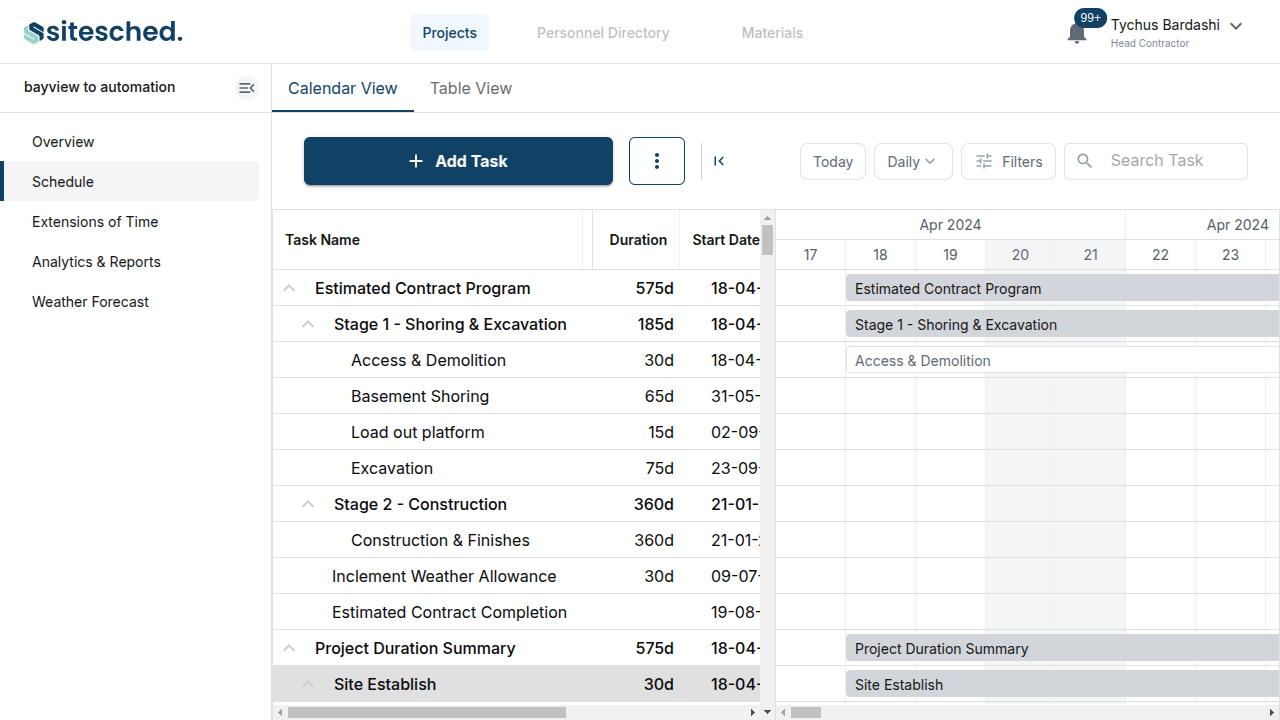 sitesched.
Projects
Personnel Directory
Materials
99+
Tychus Bardashi
Head Contractor
bayview to automation
Calendar View
Table View
Overview
Schedule
Extensions of Time
Analytics & Reports
Weather Forecast
Add Task
Today
Daily
Filters
Search Task
Task Name
Duration
Start Date
Apr 2024
Apr 2024
17
18
19
20
21
22
23
Estimated Contract Program 575d 18-04-
Stage 1 - Shoring & Excavation 185d 18-04-
Access & Demolition 30d 18-04-
Basement Shoring 65d 31-05-
Load out platform 15d 02-09-
Excavation 75d 23-09-
Stage 2 - Construction 360d 21-01-
Construction & Finishes 360d 21-01-
Inclement Weather Allowance 30d 09-07-
Estimated Contract Completion 19-08-
Project Duration Summary 575d 18-04-
Site Establish 30d 18-04-
Estimated Contract Program
Stage 1 - Shoring & Excavation
Access & Demolition
Project Duration Summary
Site Establish